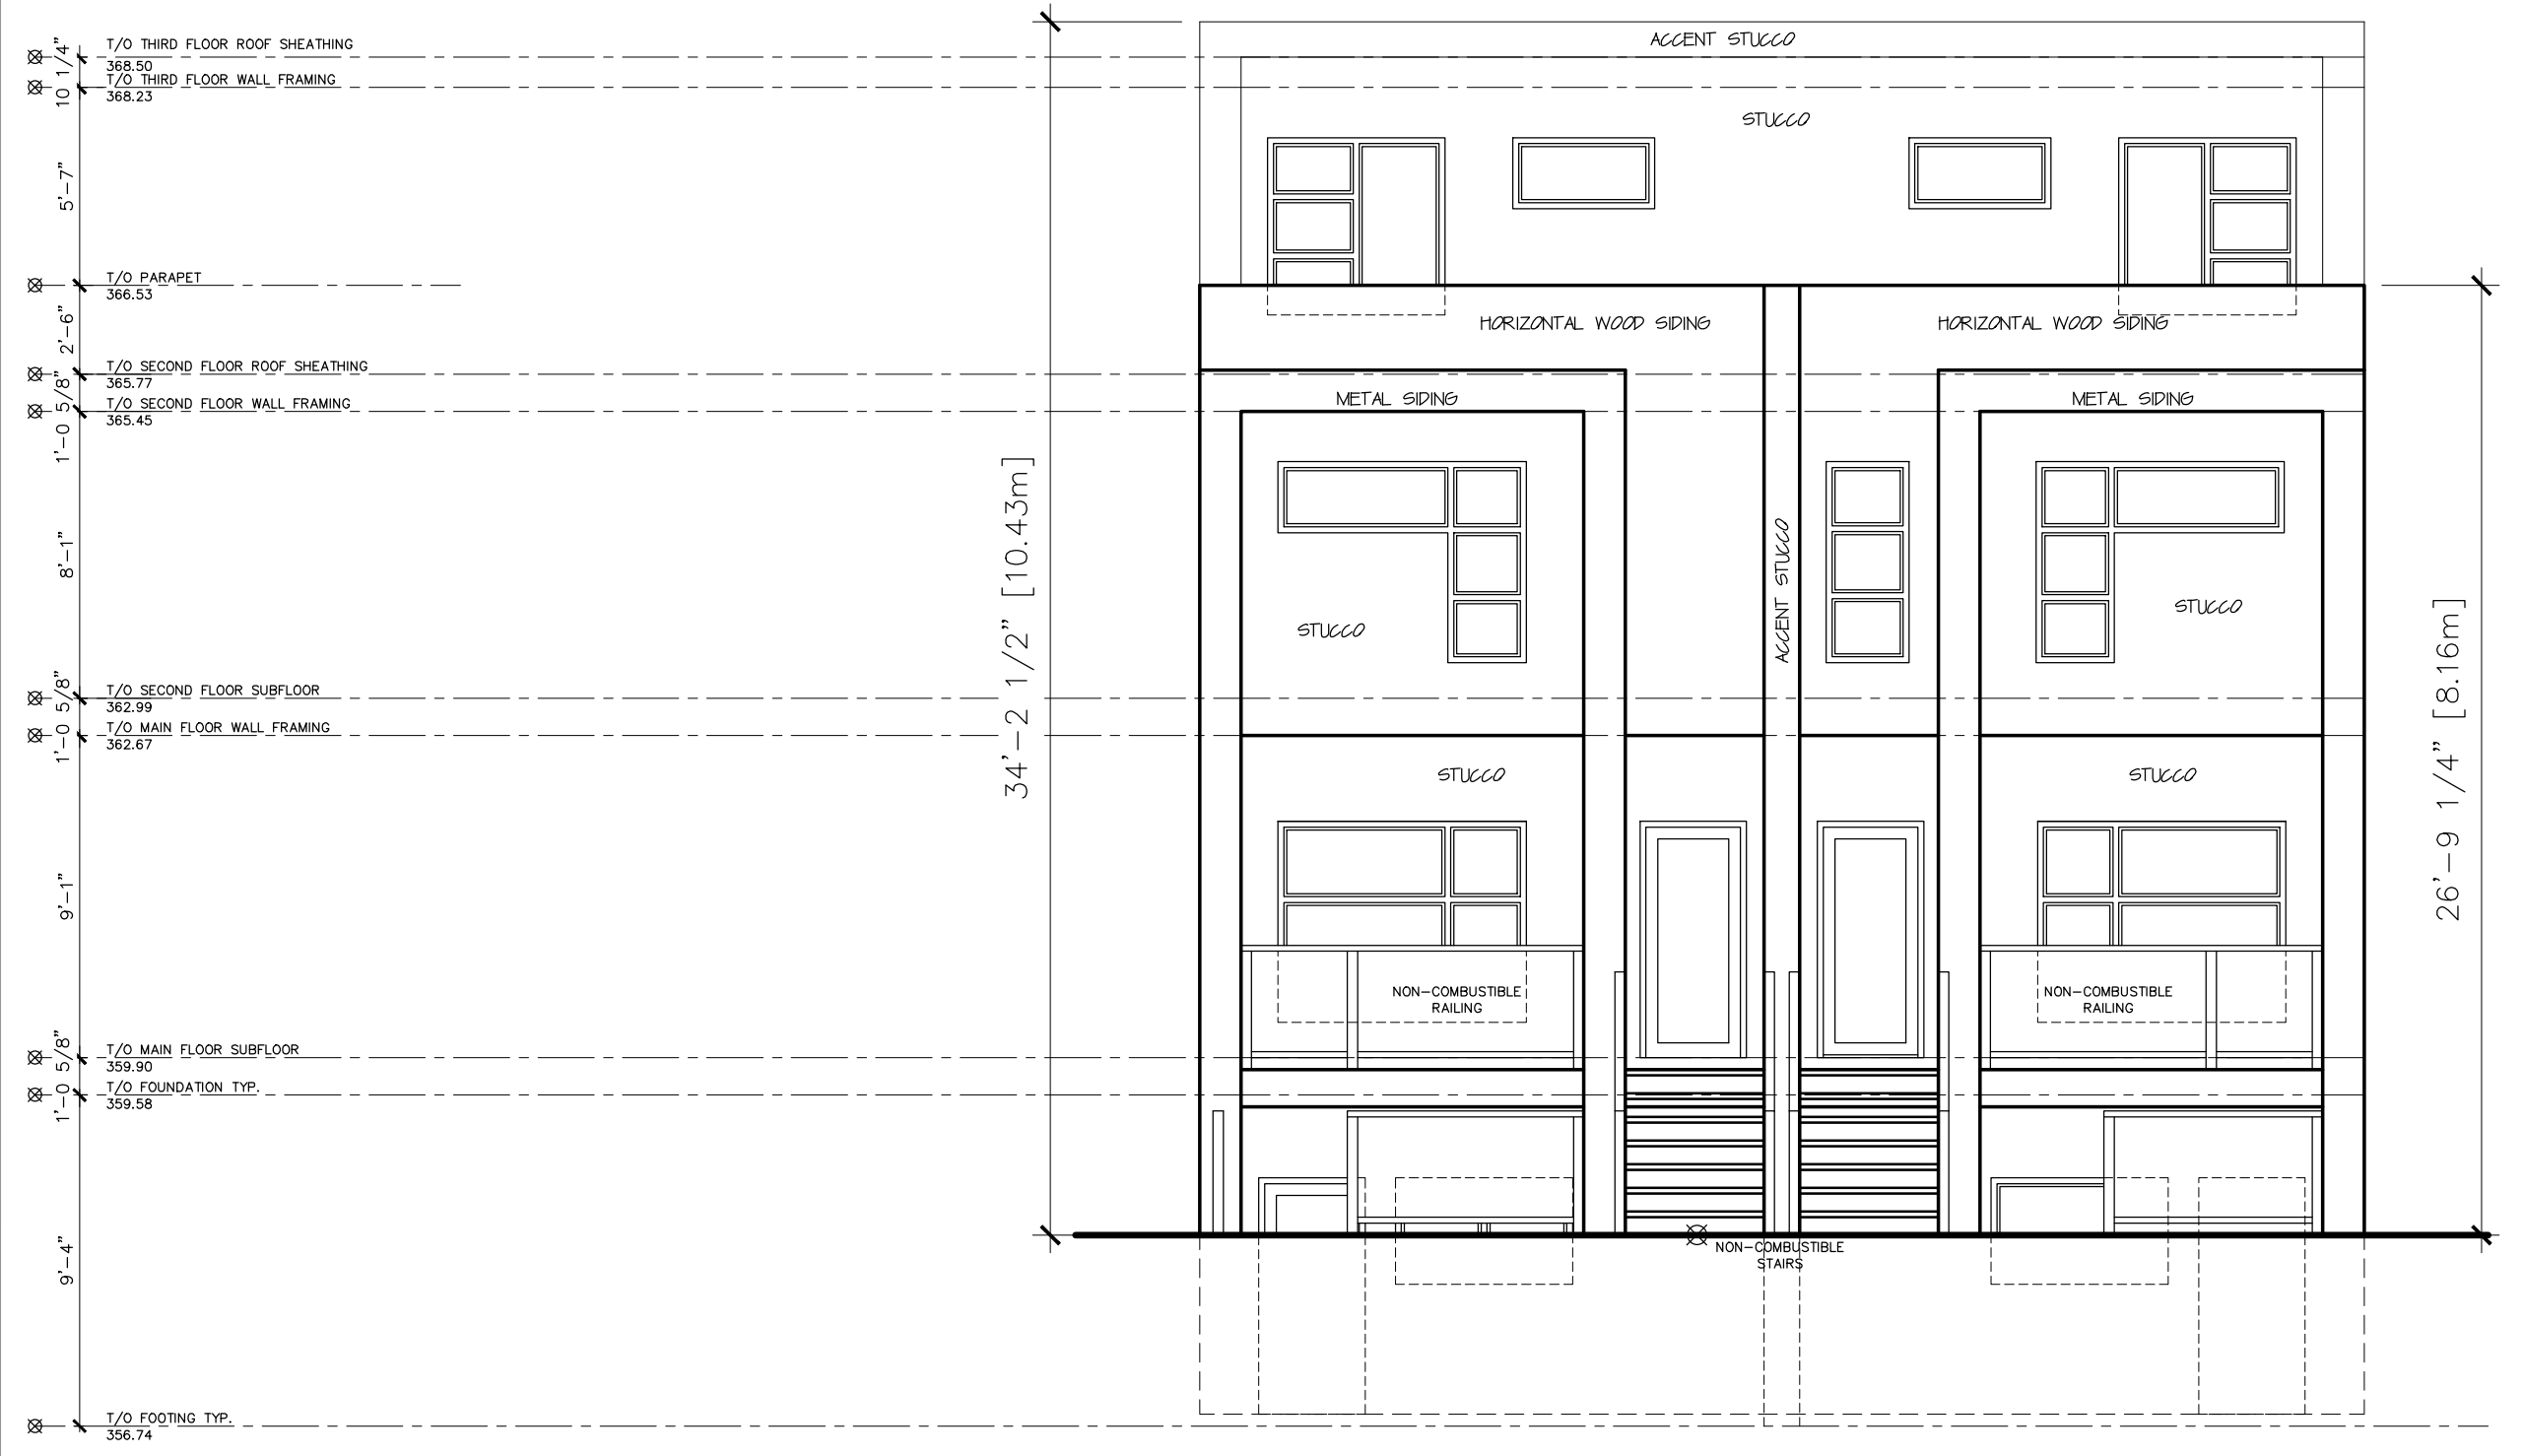 T/O THIRD FLOOR ROOF SHEATHING
368.50
T/O THIRD FLOOR WALL FRAMING
368.23
T/O PARAPET
366.53
T/O SECOND FLOOR ROOF SHEATHING
365.77
T/O SECOND FLOOR WALL FRAMING
365.45
T/O SECOND FLOOR SUBFLOOR
362.99
T/O MAIN FLOOR WALL FRAMING
362.67
T/O MAIN FLOOR SUBFLOOR
359.90
T/O FOUNDATION TYP.
359.58
T/O FOOTING TYP.
356.74
10 1/4"
5'-7"
2'-6"
1'-0 5/8"
8'-1"
1'-0 5/8"
9'-1"
1'-0 5/8"
9'-4"
34'-2 1/2" [10.43m]
ACCENT STUCCO
STUCCO
HORIZONTAL WOOD SIDING
HORIZONTAL WOOD SIDING
METAL SIDING
METAL SIDING
ACCENT STUCCO
STUCCO
STUCCO
STUCCO
STUCCO
NON-COMBUSTIBLE
RAILING
NON-COMBUSTIBLE
RAILING
NON-COMBUSTIBLE
STAIRS
26'-9 1/4" [8.16m]